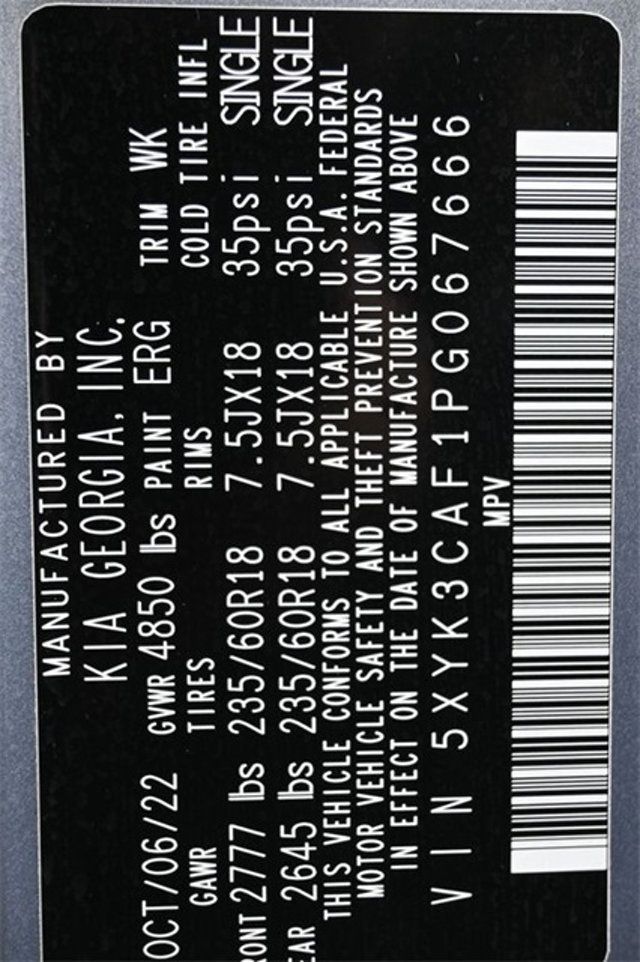 MANUFACTURED BY
KIA GEORGIA, INC.
OCT/06/22 GVWR 4850 lbs PAINT ERG TRIM WK
GAWR TIRES RIMS COLD TIRE INFL
RONT 2777 lbs 235/60R18 7.5JX18 35psi SINGLE
EAR 2645 lbs 235/60R18 7.5JX18 35psi SINGLE
THIS VEHICLE CONFORMS TO ALL APPLICABLE U.S.A. FEDERAL
MOTOR VEHICLE SAFETY AND THEFT PREVENTION STANDARDS
IN EFFECT ON THE DATE OF MANUFACTURE SHOWN ABOVE
VIN 5XYK3CAF1PG067666
MPV